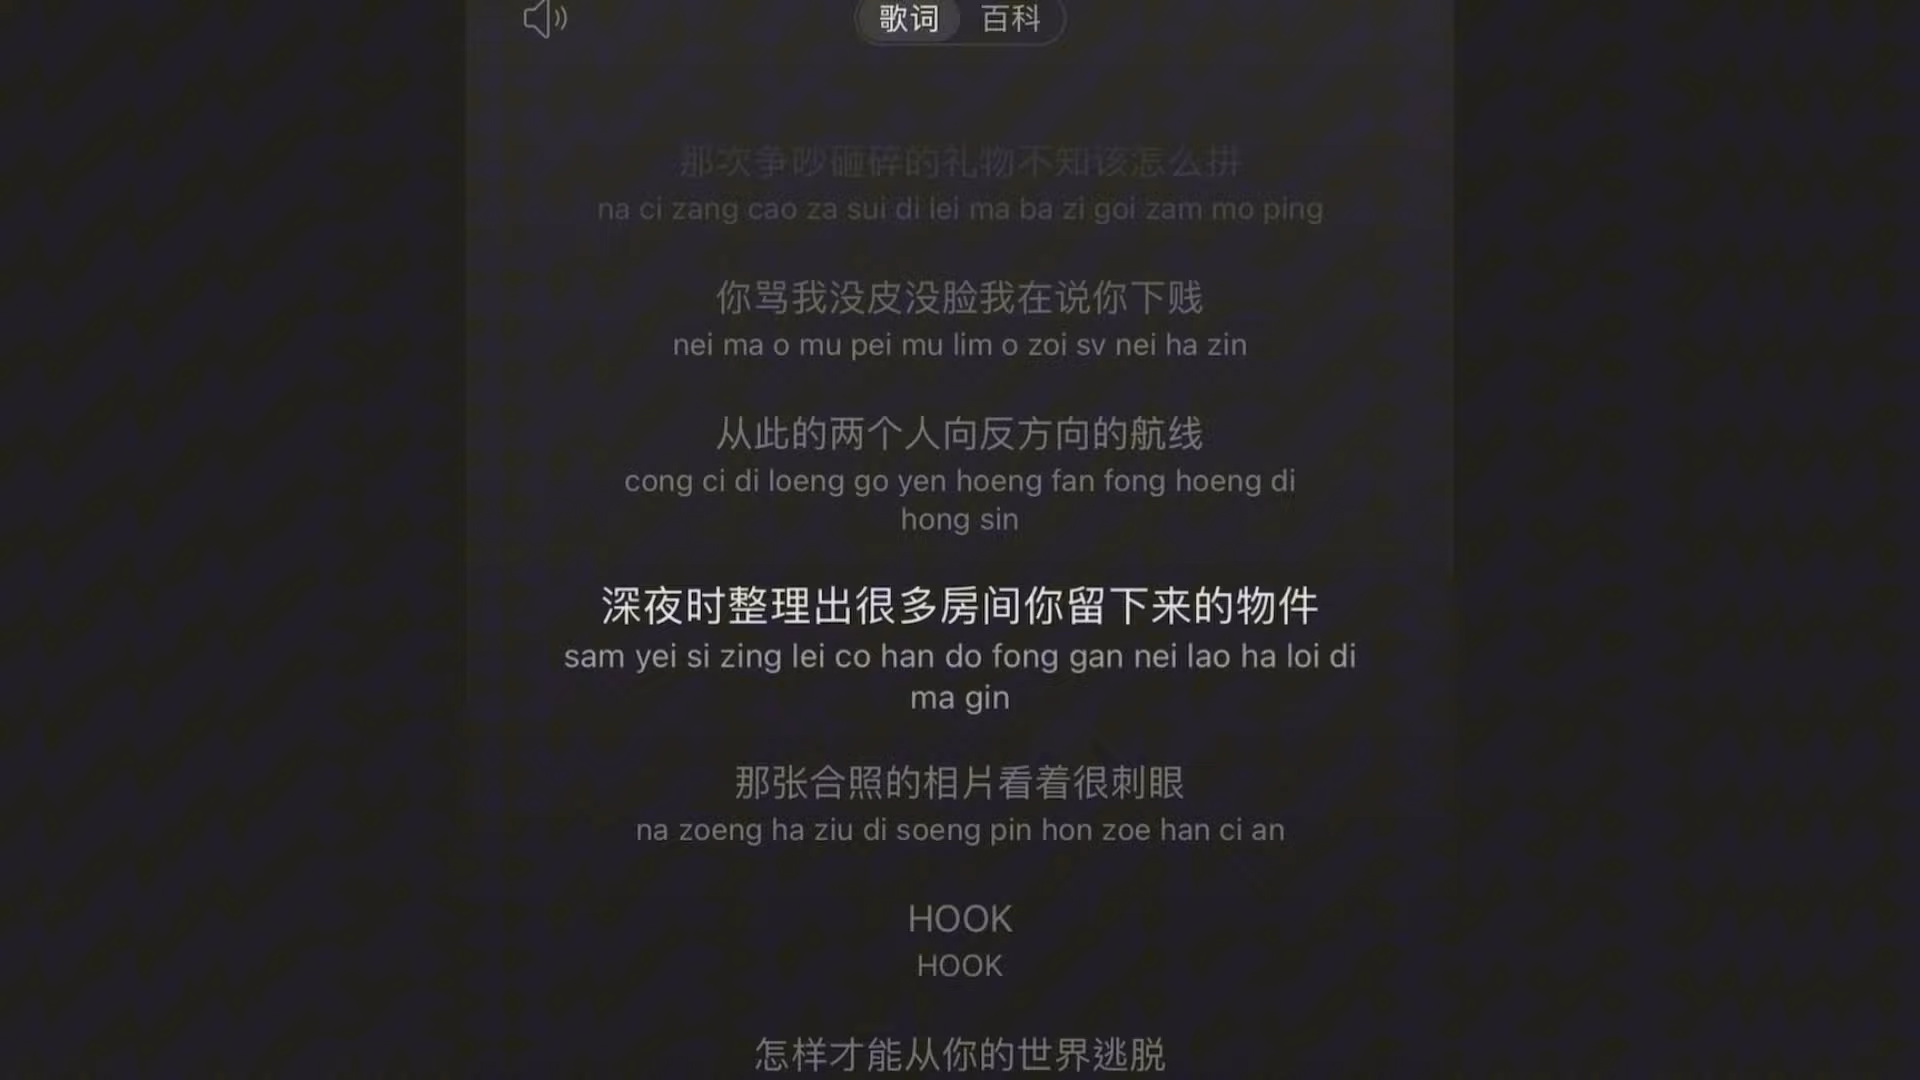 歌词 百科
那次争吵砸碎的礼物不知该怎么拼
na ci zang cao za sui di lei ma ba zi goi zam mo ping
你骂我没皮没脸我在说你下贱
nei ma o mu pei mu lim o zoi sv nei ha zin
从此的两个人向反方向的航线
cong ci di loeng go yen hoeng fan fong hoeng di
hong sin
深夜时整理出很多房间你留下来的物件
sam yei si zing lei co han do fong gan nei lao ha loi di
ma gin
那张合照的相片看着很刺眼
na zoeng ha ziu di soeng pin hon zoe han ci an
HOOK
HOOK
怎样才能从你的世界逃脱